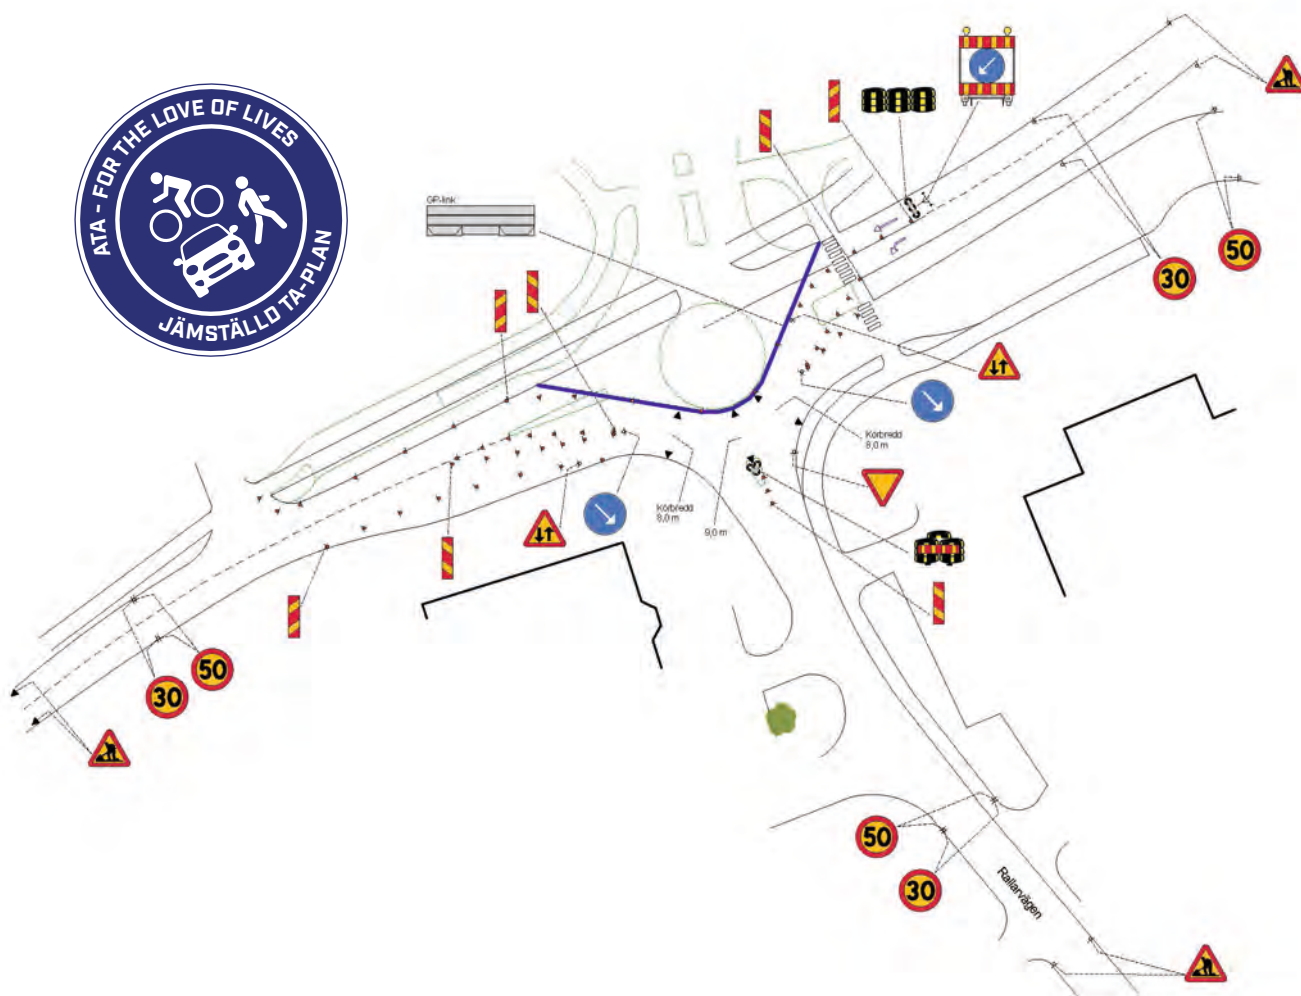 ATA - FOR THE LOVE OF LIVES
JÄMSTÄLLD TA-PLAN
GP-link
50
30
Körbredd
8,0 m
Körbredd
8,0 m
9,0 m
50
30
50
30
Rallarvägen